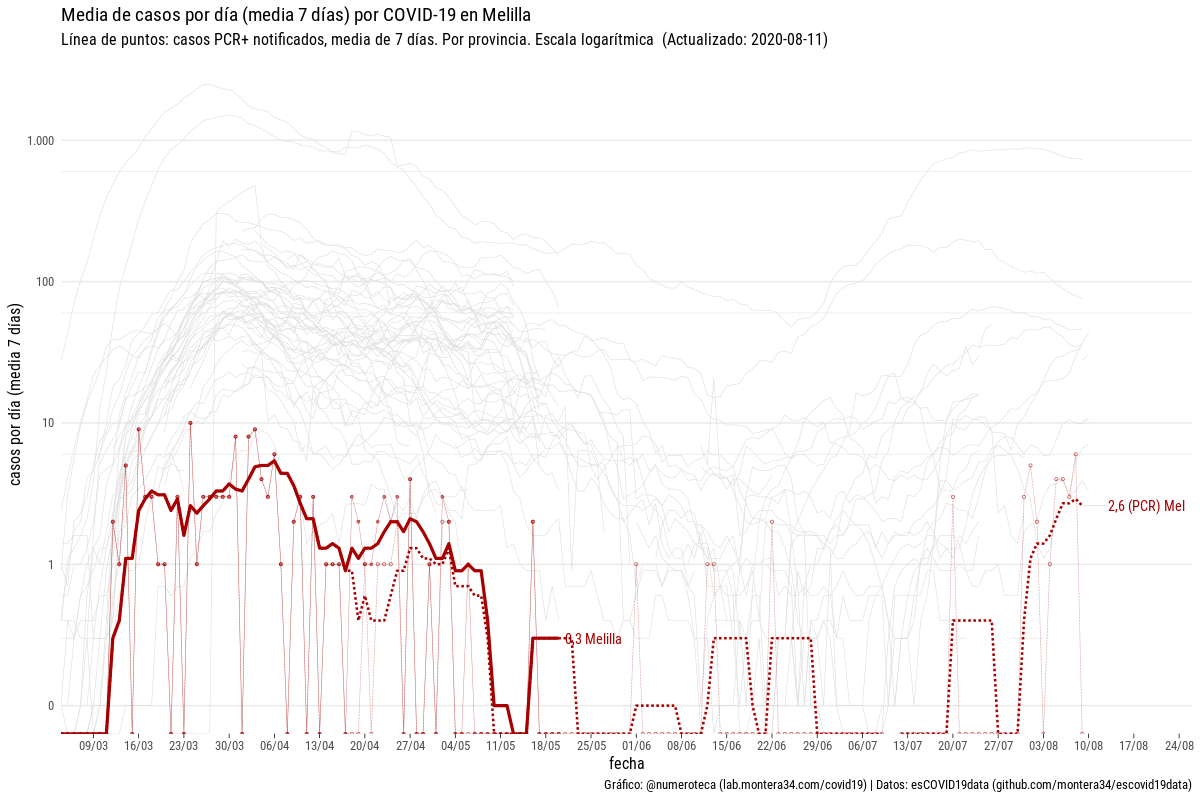 Media de casos por día (media 7 días) por COVID-19 en Melilla
Línea de puntos: casos PCR+ notificados, media de 7 días. Por provincia. Escala logarítmica (Actualizado: 2020-08-11)
casos por día (media 7 días)
1.000
100
10
1
0
2,6 (PCR) Mel
0,3 Melilla
09/03 16/03 23/03 30/03 06/04 13/04 20/04 27/04 04/05 11/05 18/05 25/05 01/06 08/06 15/06 22/06 29/06 06/07 13/07 20/07 27/07 03/08 10/08 17/08 24/08
fecha
Gráfico: @numeroteca (lab.montera34.com/covid19) | Datos: esCOVID19data (github.com/montera34/escovid19data)